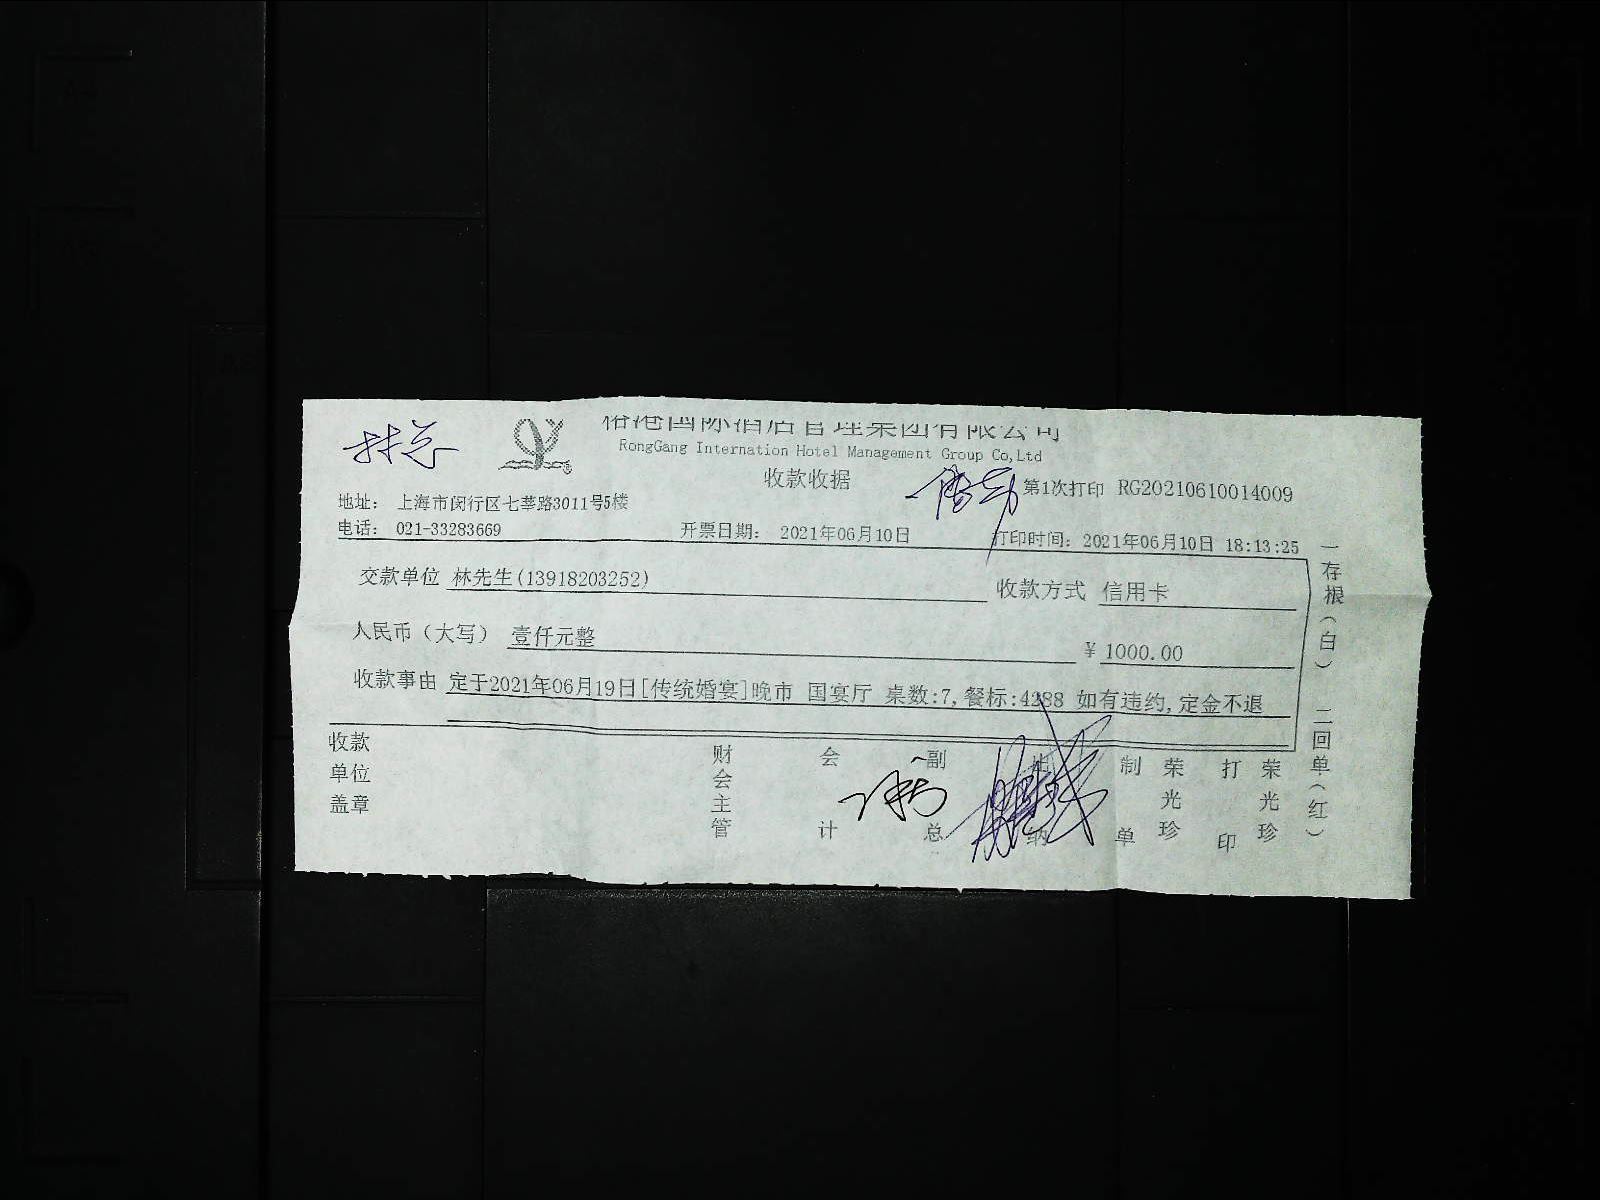 国际酒店管理集团有限公司
RongGang Internation Hotel Management Group Co,Ltd
收款收据
第1次打印 RG20210610014009
地址： 上海市闵行区七莘路3011号5楼
电话： 021-33283669 开票日期： 2021年06月10日 打印时间：2021年06月10日 18:13:25
交款单位 林先生(13918203252) 收款方式 信用卡
人民币（大写） 壹仟元整 ¥ 1000.00
收款事由 定于2021年06月19日[传统婚宴]晚市 国宴厅 桌数:7,餐标:4288 如有违约,定金不退
收款单位盖章 财会主管 会计 副总 出纳 制单 荣光珍 打印 荣光珍
一存根（白） 二回单（红）